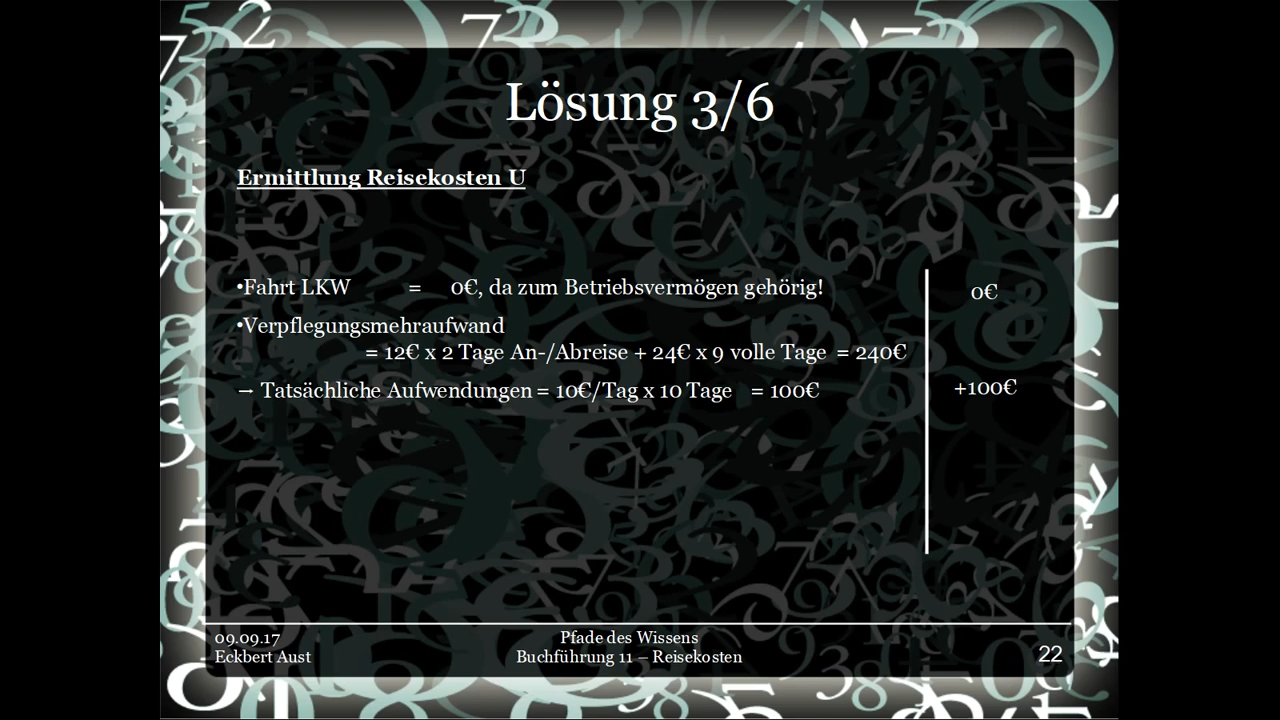 Lösung 3/6
Ermittlung Reisekosten U
•Fahrt LKW = 0€, da zum Betriebsvermögen gehörig! 0€
•Verpflegungsmehraufwand
= 12€ x 2 Tage An-/Abreise + 24€ x 9 volle Tage = 240€
→ Tatsächliche Aufwendungen = 10€/Tag x 10 Tage = 100€ +100€
09.09.17
Eckbert Aust
Pfade des Wissens
Buchführung 11 – Reisekosten
22